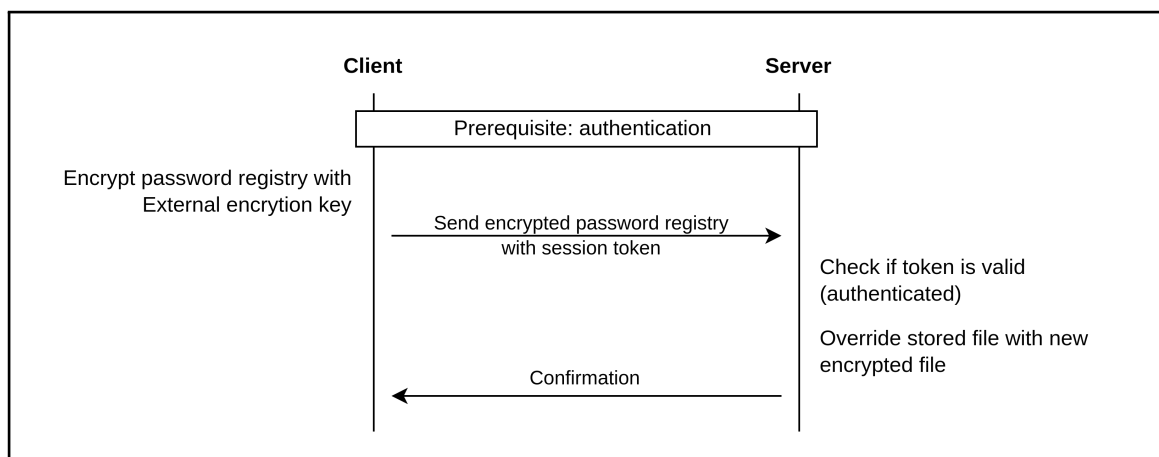 Client
Server
Prerequisite: authentication
Encrypt password registry with
External encrytion key
Send encrypted password registry
with session token
Check if token is valid
(authenticated)
Override stored file with new
encrypted file
Confirmation